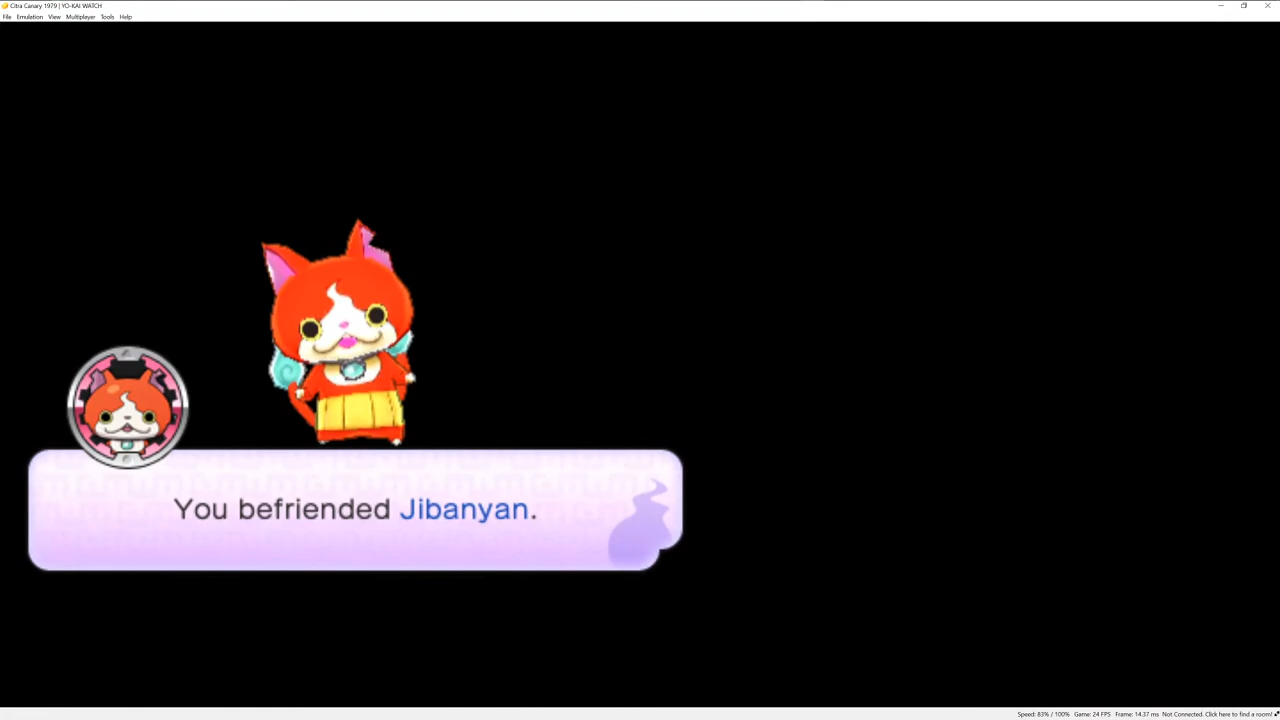 Citra Canary 1979 | YO-KAI WATCH
File Emulation View Multiplayer Tools Help
You befriended Jibanyan.
Speed: 83% / 100% Game: 24 FPS Frame: 14.37 ms Not Connected. Click here to find a room!